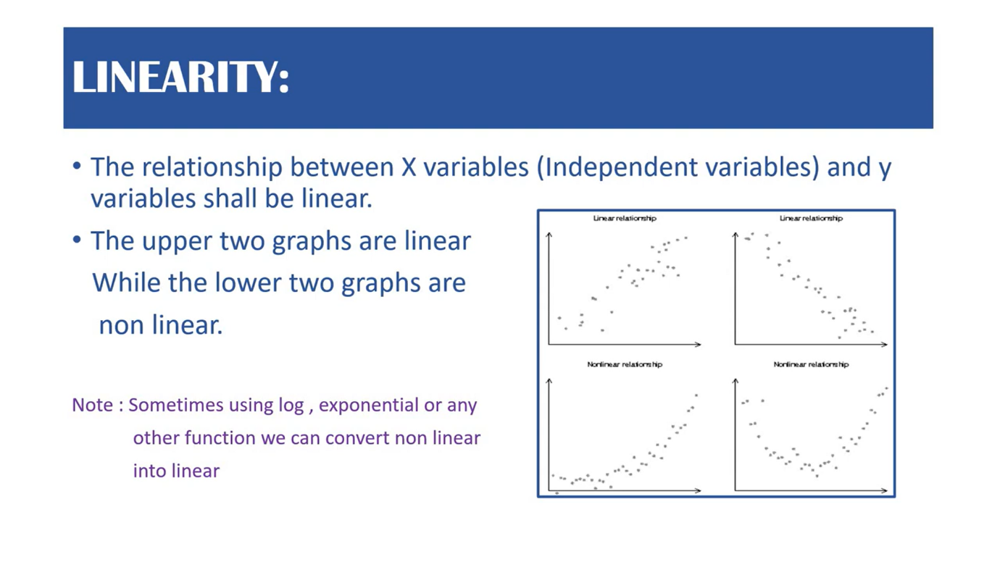 LINEARITY:
• The relationship between X variables (Independent variables) and y
variables shall be linear.
• The upper two graphs are linear
While the lower two graphs are
non linear.
Note : Sometimes using log , exponential or any
other function we can convert non linear
into linear
Linear relationship
Linear relationship
Nonlinear relationship
Nonlinear relationship